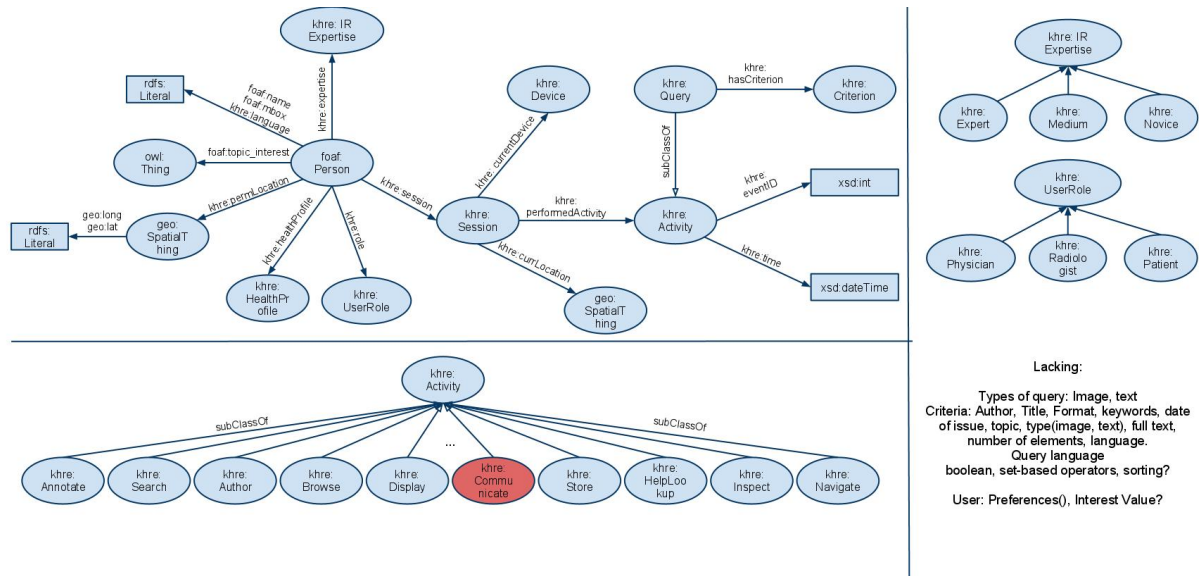 khre: IR
Expertise
rdfs:
Literal
foaf:name
foaf:mbox
khre:language
khre:expertise
owl:
Thing
foaf:topic_interest
foaf:
Person
khre:permLocation
geo:long
geo:lat
rdfs:
Literal
geo:
SpatialT
hing
khre:healthProfile
khre:role
khre:
HealthPr
ofile
khre:
UserRole
khre:session
khre:
Session
khre:currentDevice
khre:
Device
khre:
performedActivity
khre:currLocation
geo:
SpatialT
hing
khre:
Query
khre:
hasCriterion
khre:
Criterion
subClassOf
khre:
Activity
khre:
eventID
xsd:int
khre:time
xsd:dateTime
khre: IR
Expertise
khre:
Expert
khre:
Medium
khre:
Novice
khre:
UserRole
khre:
Physician
khre:
Radiolo
gist
khre:
Patient
khre:
Activity
subClassOf
...
subClassOf
khre:
Annotate
khre:
Search
khre:
Author
khre:
Browse
khre:
Display
khre:
Commu
nicate
khre:
Store
khre:
HelpLoo
kup
khre:
Inspect
khre:
Navigate
Lacking:
Types of query: Image, text
Criteria: Author, Title, Format, keywords, date
of issue, topic, type(image, text), full text,
number of elements, language.
Query language
boolean, set-based operators, sorting?
User: Preferences(), Interest Value?